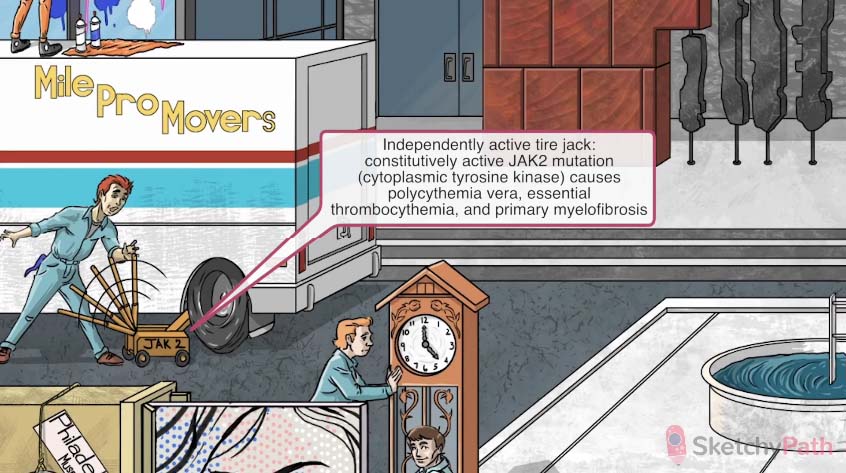 Mile Pro Movers
Independently active tire jack:
constitutively active JAK2 mutation
(cytoplasmic tyrosine kinase) causes
polycythemia vera, essential
thrombocythemia, and primary myelofibrosis
JAK 2
12
SketchyPath